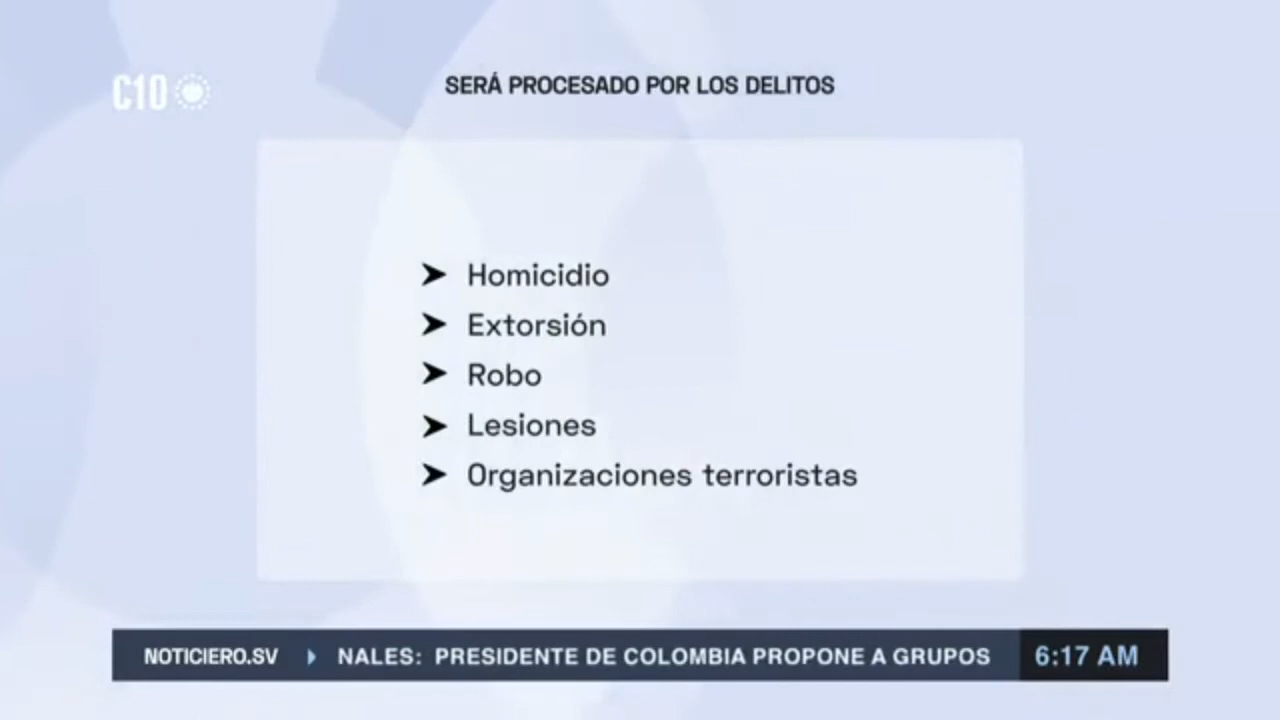 C10
SERÁ PROCESADO POR LOS DELITOS
➤ Homicidio
➤ Extorsión
➤ Robo
➤ Lesiones
➤ Organizaciones terroristas
NOTICIERO.SV NALES: PRESIDENTE DE COLOMBIA PROPONE A GRUPOS 6:17 AM